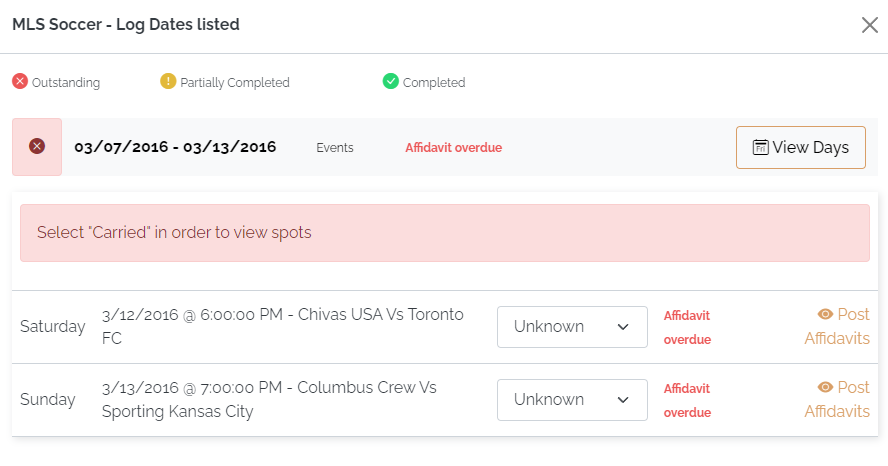 MLS Soccer - Log Dates listed
Outstanding
Partially Completed
Completed
03/07/2016 - 03/13/2016 Events Affidavit overdue Fri View Days
Select "Carried" in order to view spots
Saturday 3/12/2016 @ 6:00:00 PM - Chivas USA Vs Toronto FC Unknown Affidavit overdue Post Affidavits
Sunday 3/13/2016 @ 7:00:00 PM - Columbus Crew Vs Sporting Kansas City Unknown Affidavit overdue Post Affidavits